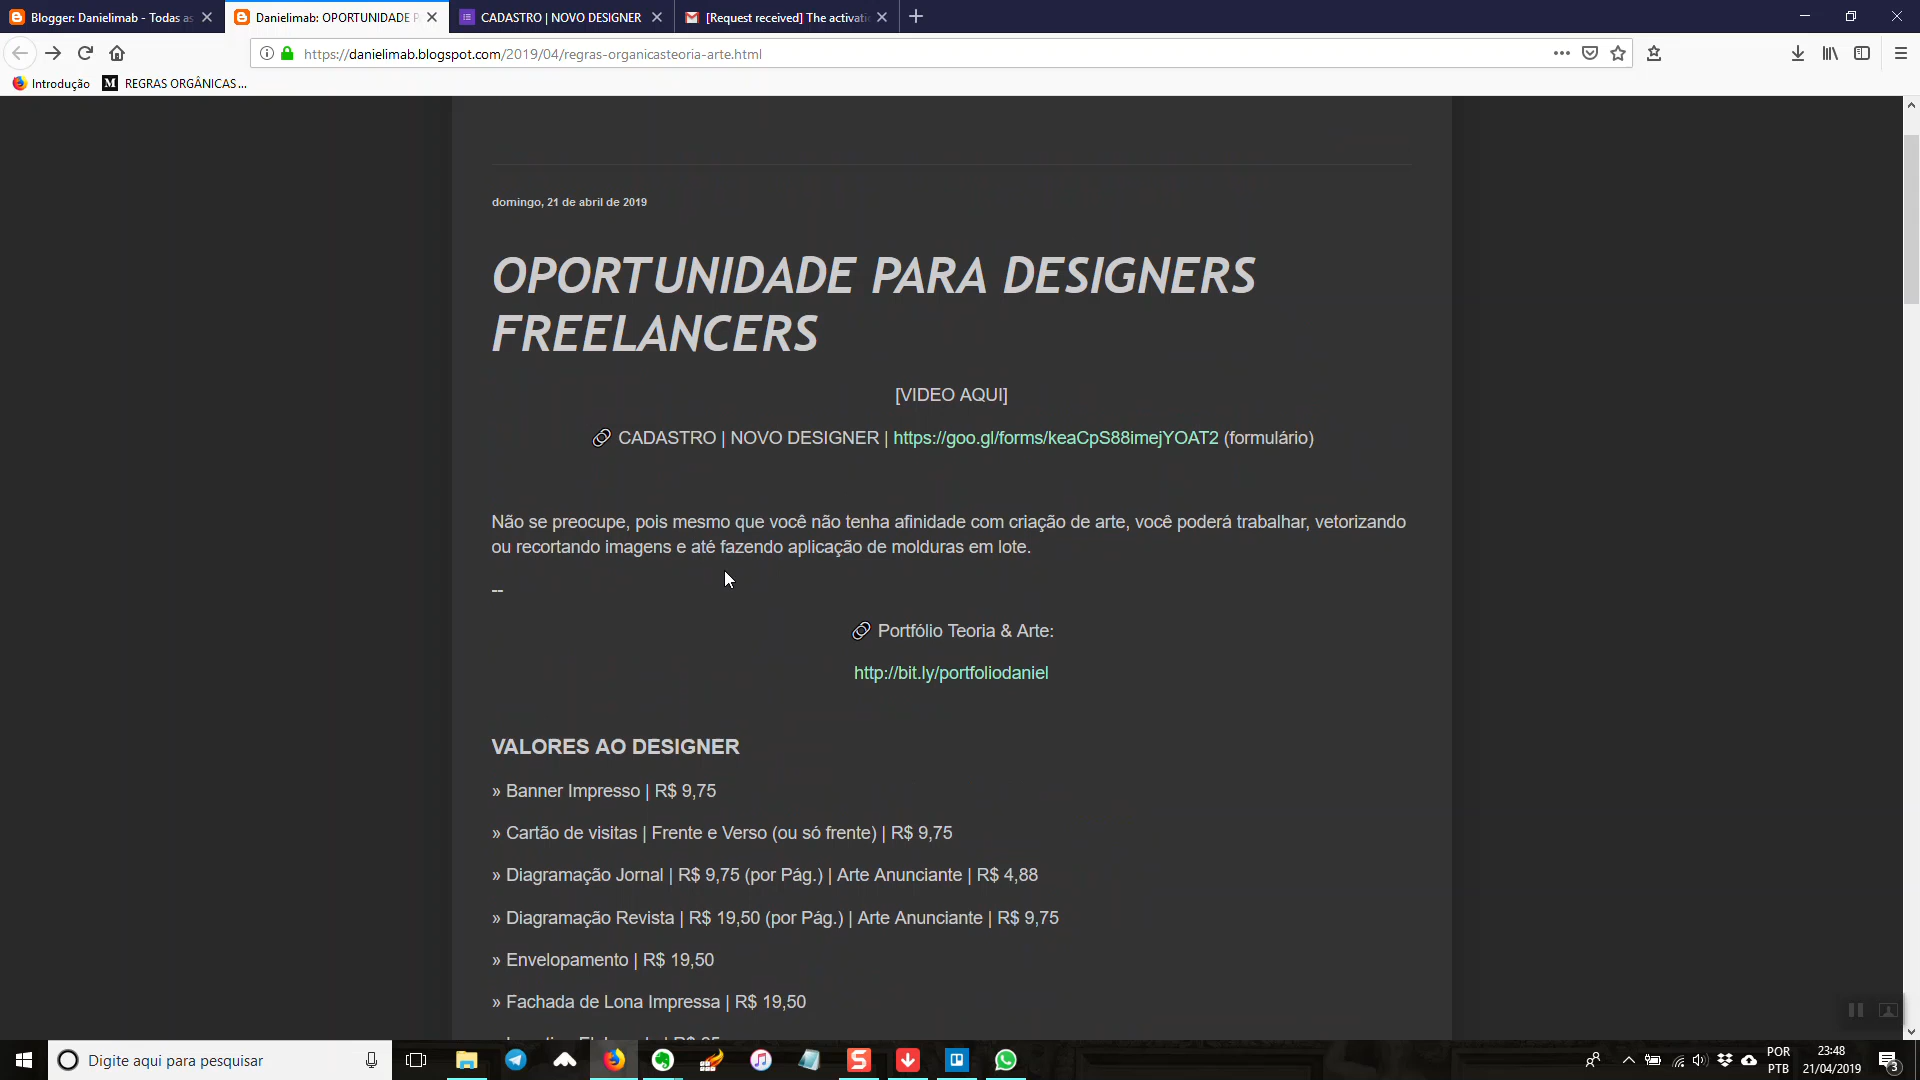 Blogger: Danielimab - Todas as
Danielimab: OPORTUNIDADE P
CADASTRO | NOVO DESIGNER
[Request received] The activati
https://danielimab.blogspot.com/2019/04/regras-organicasteoria-arte.html
Introdução
REGRAS ORGÂNICAS ...
domingo, 21 de abril de 2019
OPORTUNIDADE PARA DESIGNERS
FREELANCERS
[VIDEO AQUI]
CADASTRO | NOVO DESIGNER | https://goo.gl/forms/keaCpS88imejYOAT2 (formulário)
Não se preocupe, pois mesmo que você não tenha afinidade com criação de arte, você poderá trabalhar, vetorizando
ou recortando imagens e até fazendo aplicação de molduras em lote.
--
Portfólio Teoria & Arte:
http://bit.ly/portfoliodaniel
VALORES AO DESIGNER
» Banner Impresso | R$ 9,75
» Cartão de visitas | Frente e Verso (ou só frente) | R$ 9,75
» Diagramação Jornal | R$ 9,75 (por Pág.) | Arte Anunciante | R$ 4,88
» Diagramação Revista | R$ 19,50 (por Pág.) | Arte Anunciante | R$ 9,75
» Envelopamento | R$ 19,50
» Fachada de Lona Impressa | R$ 19,50
Digite aqui para pesquisar
POR
PTB
23:48
21/04/2019
3